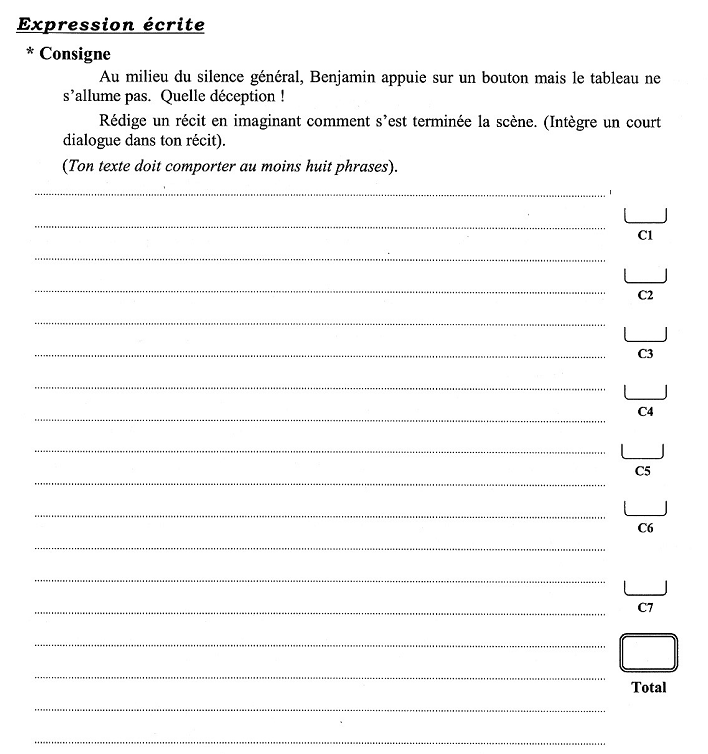 Expression écrite
* Consigne
Au milieu du silence général, Benjamin appuie sur un bouton mais le tableau ne
s'allume pas. Quelle déception !
Rédige un récit en imaginant comment s'est terminée la scène. (Intègre un court
dialogue dans ton récit).
(Ton texte doit comporter au moins huit phrases).
C1
C2
C3
C4
C5
C6
C7
Total